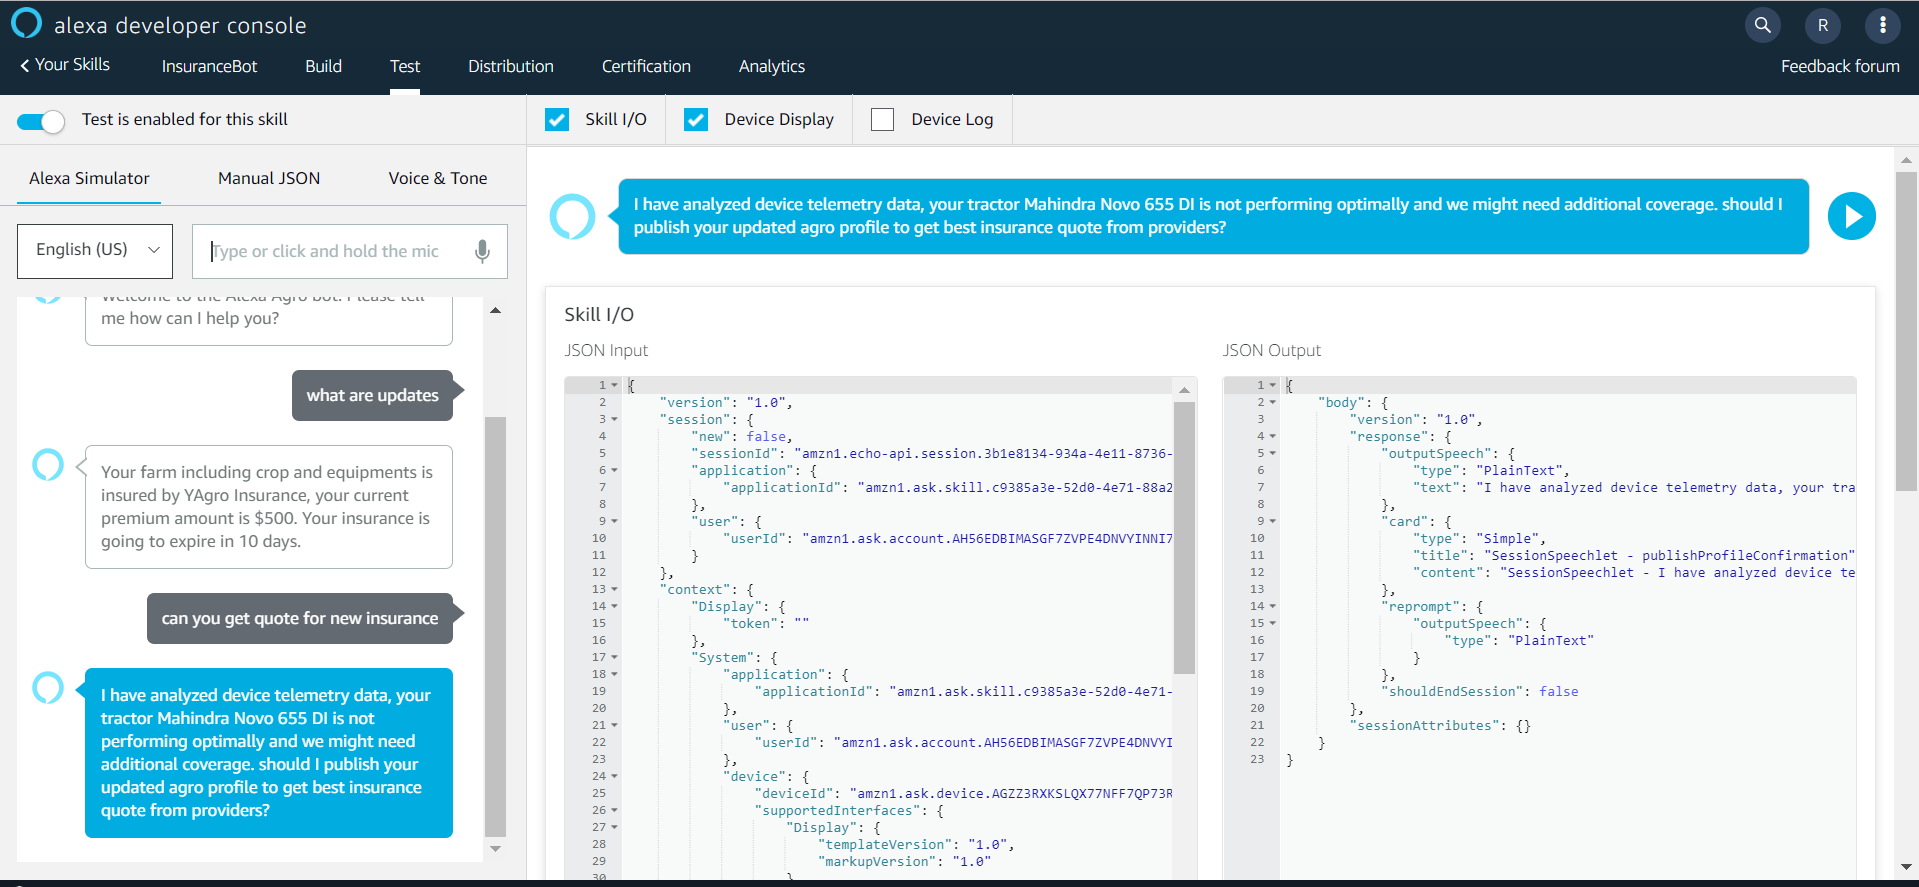 alexa developer console
R
Your Skills
InsuranceBot
Build
Test
Distribution
Certification
Analytics
Feedback forum
Test is enabled for this skill
Skill I/O
Device Display
Device Log
Alexa Simulator
Manual JSON
Voice & Tone
English (US)
Type or click and hold the mic
Welcome to the Alexa Agro bot. Please tell
me how can I help you?
what are updates
Your farm including crop and equipments is
insured by YAgro Insurance, your current
premium amount is $500. Your insurance is
going to expire in 10 days.
can you get quote for new insurance
I have analyzed device telemetry data, your
tractor Mahindra Novo 655 DI is not
performing optimally and we might need
additional coverage. should I publish your
updated agro profile to get best insurance
quote from providers?
I have analyzed device telemetry data, your tractor Mahindra Novo 655 DI is not performing optimally and we might need additional coverage. should I
publish your updated agro profile to get best insurance quote from providers?
Skill I/O
JSON Input
1 {
2 "version": "1.0",
3 "session": {
4 "new": false,
5 "sessionId": "amzn1.echo-api.session.3b1e8134-934a-4e11-8736-
6 "application": {
7 "applicationId": "amzn1.ask.skill.c9385a3e-52d0-4e71-88a2
8 },
9 "user": {
10 "userId": "amzn1.ask.account.AH56EDBIMASGF7ZVPE4DNVYINNI7
11 }
12 },
13 "context": {
14 "Display": {
15 "token": ""
16 },
17 "System": {
18 "application": {
19 "applicationId": "amzn1.ask.skill.c9385a3e-52d0-4e71-
20 },
21 "user": {
22 "userId": "amzn1.ask.account.AH56EDBIMASGF7ZVPE4DNVYI
23 },
24 "device": {
25 "deviceId": "amzn1.ask.device.AGZZ3RXKSLQX77NFF7QP73R
26 "supportedInterfaces": {
27 "Display": {
28 "templateVersion": "1.0",
29 "markupVersion": "1.0"
30 }
JSON Output
1 {
2 "body": {
3 "version": "1.0",
4 "response": {
5 "outputSpeech": {
6 "type": "PlainText",
7 "text": "I have analyzed device telemetry data, your tra
8 },
9 "card": {
10 "type": "Simple",
11 "title": "SessionSpeechlet - publishProfileConfirmation"
12 "content": "SessionSpeechlet - I have analyzed device te
13 },
14 "reprompt": {
15 "outputSpeech": {
16 "type": "PlainText"
17 }
18 },
19 "shouldEndSession": false
20 },
21 "sessionAttributes": {}
22 }
23 }